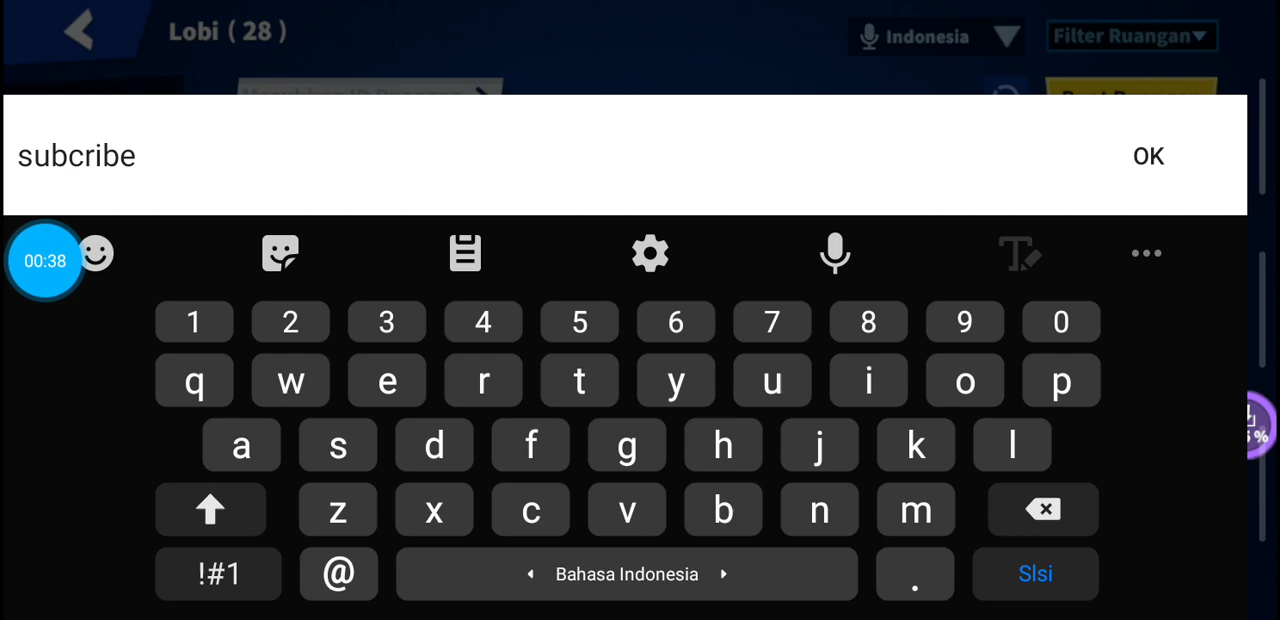 Lobi ( 28 )
Indonesia
Filter Ruangan
subcribe
OK
00:38
1 2 3 4 5 6 7 8 9 0
q w e r t y u i o p
a s d f g h j k l
z x c v b n m
!#1 @ Bahasa Indonesia . Slsi